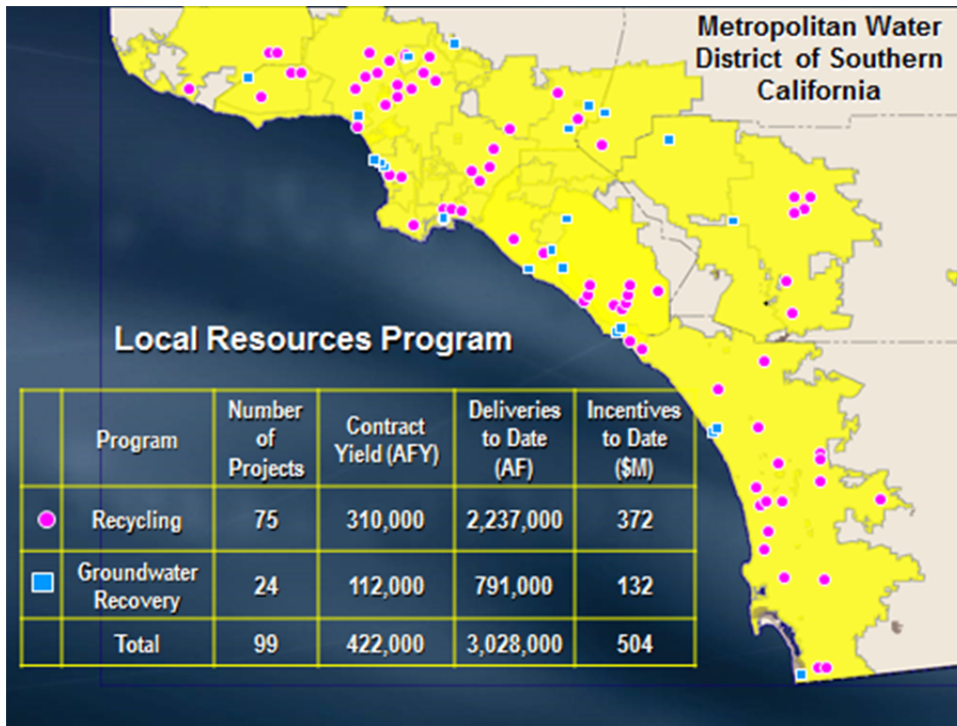 Metropolitan Water
District of Southern
California
Local Resources Program
Program
Number
of
Projects
Contract
Yield (AFY)
Deliveries
to Date
(AF)
Incentives
to Date
($M)
Recycling 75 310,000 2,237,000 372
Groundwater
Recovery
24 112,000 791,000 132
Total 99 422,000 3,028,000 504